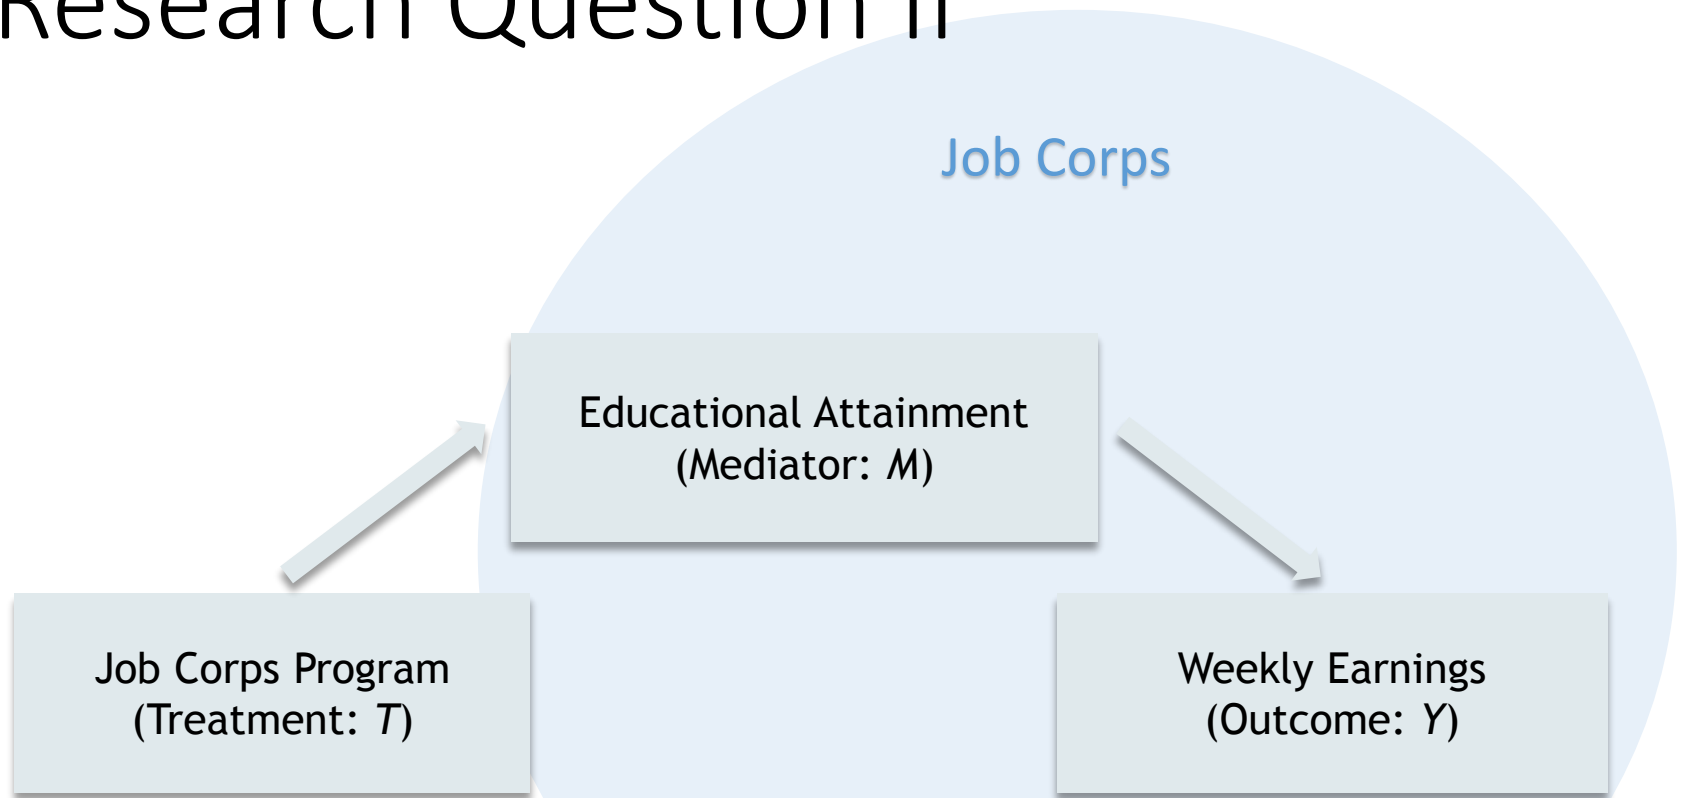 Research Question II
Job Corps
Educational Attainment
(Mediator: M)
Job Corps Program
(Treatment: T)
Weekly Earnings
(Outcome: Y)